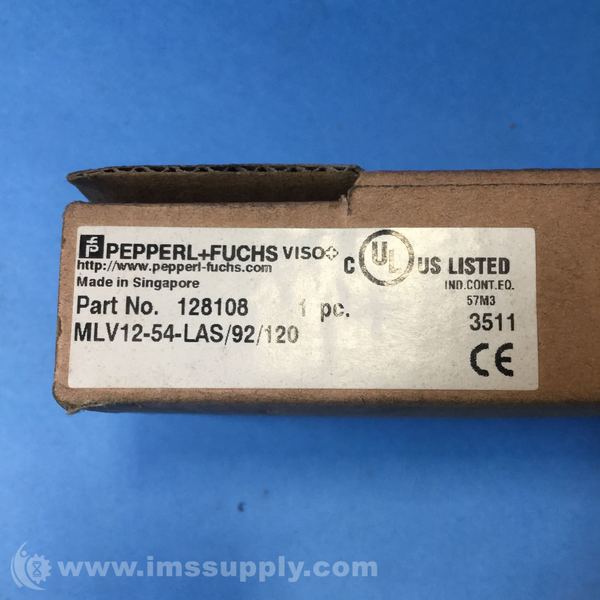 PEPPERL+FUCHS VISO
http://www.pepperl-fuchs.com
Made in Singapore
Part No. 128108 1 pc.
MLV12-54-LAS/92/120
C UL US LISTED
IND.CONT.EQ.
57M3
3511
CE
www.imssupply.com